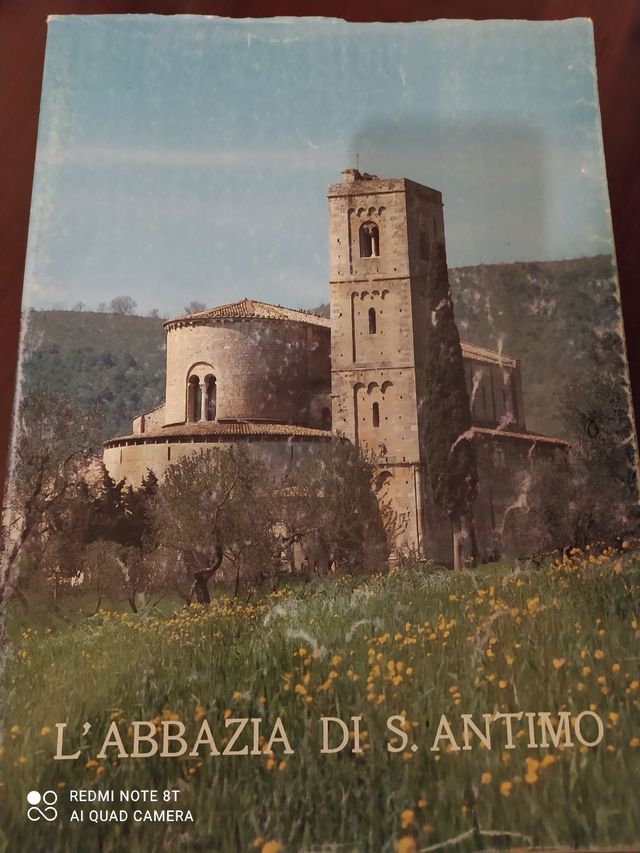 L'ABBAZIA DI S. ANTIMO
REDMI NOTE 8T
AI QUAD CAMERA